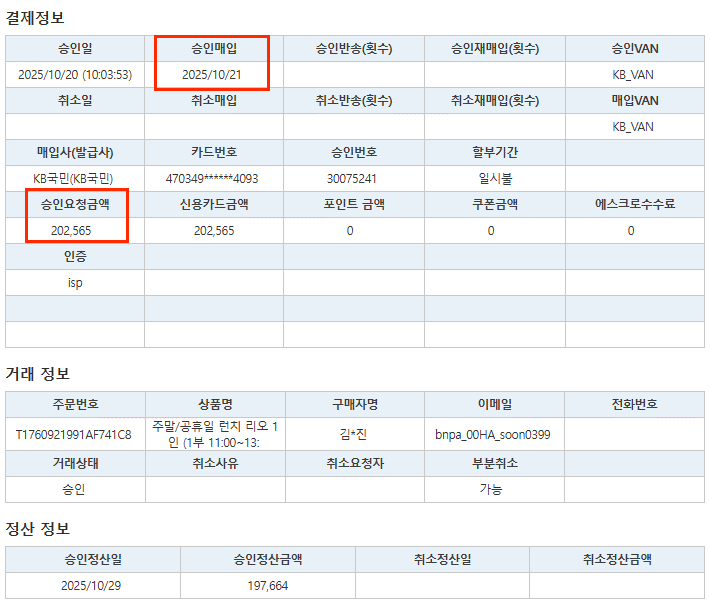 결제정보
승인일 승인매입 승인반송(횟수) 승인재매입(횟수) 승인VAN
2025/10/20 (10:03:53) 2025/10/21 KB_VAN
취소일 취소매입 취소반송(횟수) 취소재매입(횟수) 매입VAN
KB_VAN
매입사(발급사) 카드번호 승인번호 할부기간
KB국민(KB국민) 470349******4093 30075241 일시불
승인요청금액 신용카드금액 포인트 금액 쿠폰금액 에스크로수수료
202,565 202,565 0 0 0
인증
isp
거래 정보
주문번호 상품명 구매자명 이메일 전화번호
T1760921991AF741C8 주말/공휴일 런치 리오 1
인 (1부 11:00~13: 김*진 bnpa_00HA_soon0399
거래상태 취소사유 취소요청자 부분취소
승인 가능
정산 정보
승인정산일 승인정산금액 취소정산일 취소정산금액
2025/10/29 197,664